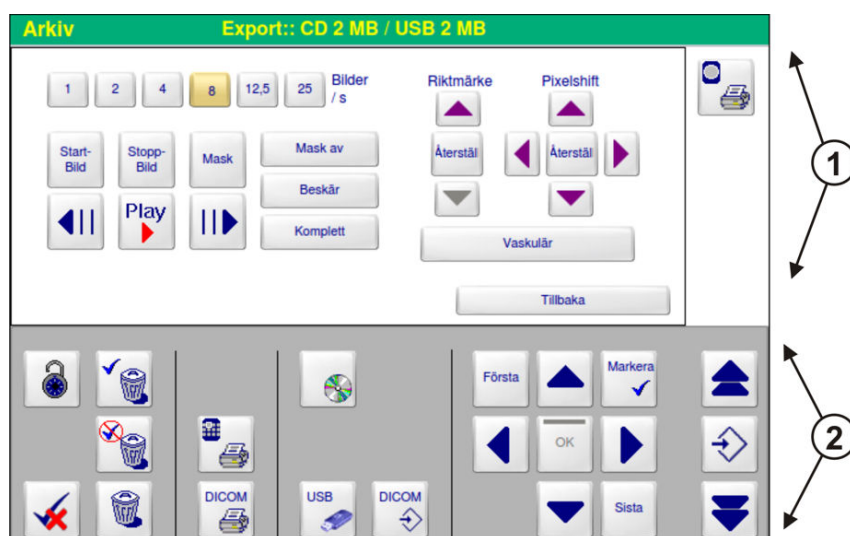 Arkiv Export:: CD 2 MB / USB 2 MB
1 2 4 8 12,5 25 Bilder
/ s
Riktmärke Pixelshift
Start-
Bild
Stopp-
Bild
Mask
Mask av
Återstäl
Återstäl
Beskär
Play
Komplett
Vaskulär
Tillbaka
1
Första
Markera
OK
2
DICOM
USB
DICOM
Sista